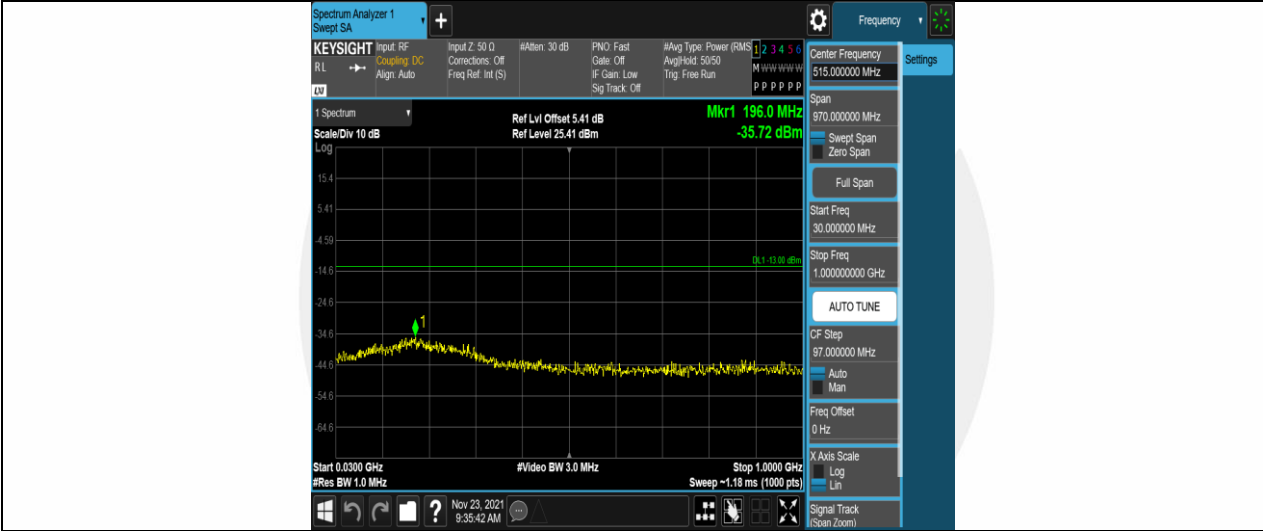 Spectrum Analyzer 1
Swept SA
Frequency
KEYSIGHT
R L
LXI
Input: RF
Coupling: DC
Align: Auto
Input Z: 50 Ω
Corrections: Off
Freq Ref: Int (S)
#Atten: 30 dB
PNO: Fast
Gate: Off
IF Gain: Low
Sig Track: Off
#Avg Type: Power (RMS
Avg|Hold: 50/50
Trig: Free Run
1 2 3 4 5 6
M W W W W W
P P P P P P
1 Spectrum
Scale/Div 10 dB
Log
Ref Lvl Offset 5.41 dB
Ref Level 25.41 dBm
Mkr1 196.0 MHz
-35.72 dBm
15.4
5.41
-4.59
-14.6
-24.6
-34.6
-44.6
-54.6
-64.6
DL1 -13.00 dBm
1
Start 0.0300 GHz
#Res BW 1.0 MHz
#Video BW 3.0 MHz
Stop 1.0000 GHz
Sweep ~1.18 ms (1000 pts)
Nov 23, 2021
9:35:42 AM
Center Frequency
515.000000 MHz
Span
970.000000 MHz
Swept Span
Zero Span
Full Span
Start Freq
30.000000 MHz
Stop Freq
1.000000000 GHz
AUTO TUNE
CF Step
97.000000 MHz
Auto
Man
Freq Offset
0 Hz
X Axis Scale
Log
Lin
Signal Track
(Span Zoom)
Settings